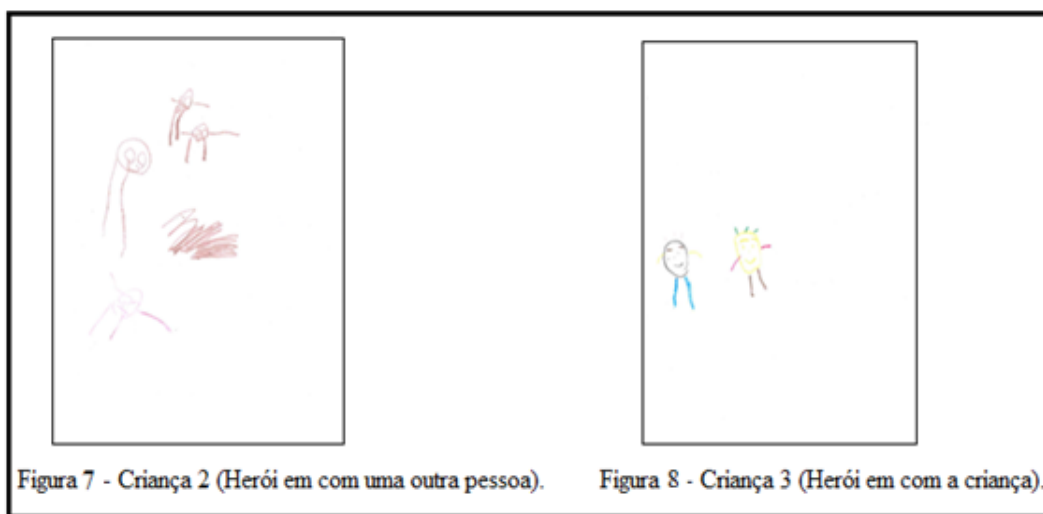 Figura 7 - Criança 2 (Herói em com uma outra pessoa).
Figura 8 - Criança 3 (Herói em com a criança).